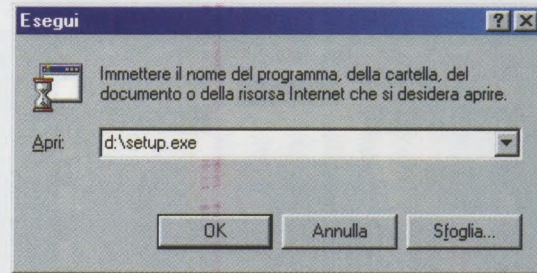 Esegui
Immettere il nome del programma, della cartella, del
documento o della risorsa Internet che si desidera aprire.
Apri:
d:\setup.exe
OK
Annulla
Sfoglia...